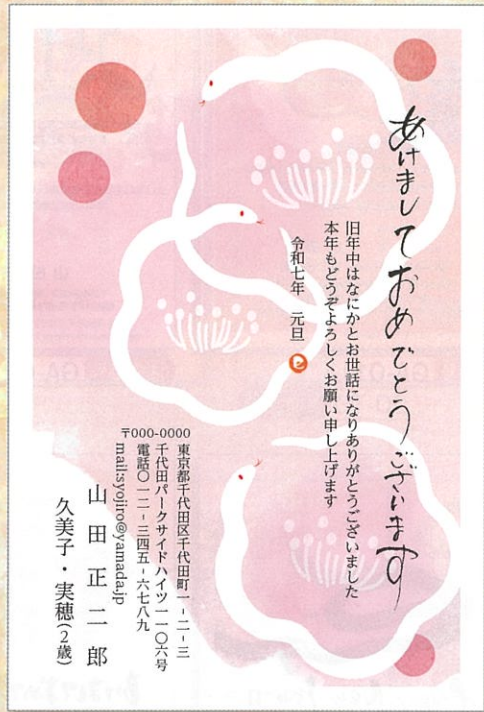 あけましておめでとうございます
旧年中はなにかとお世話になりありがとうございました
本年もどうぞよろしくお願い申し上げます
令和七年　元旦
e
東京都千代田区千代田町一-二-三
千代田パークサイドハイツ一一〇六号
電話〇一二-三四五-六七八九
mail:syojiro@yamada.jp
〒000-0000
山田正二郎
久美子・実穂(2歳)